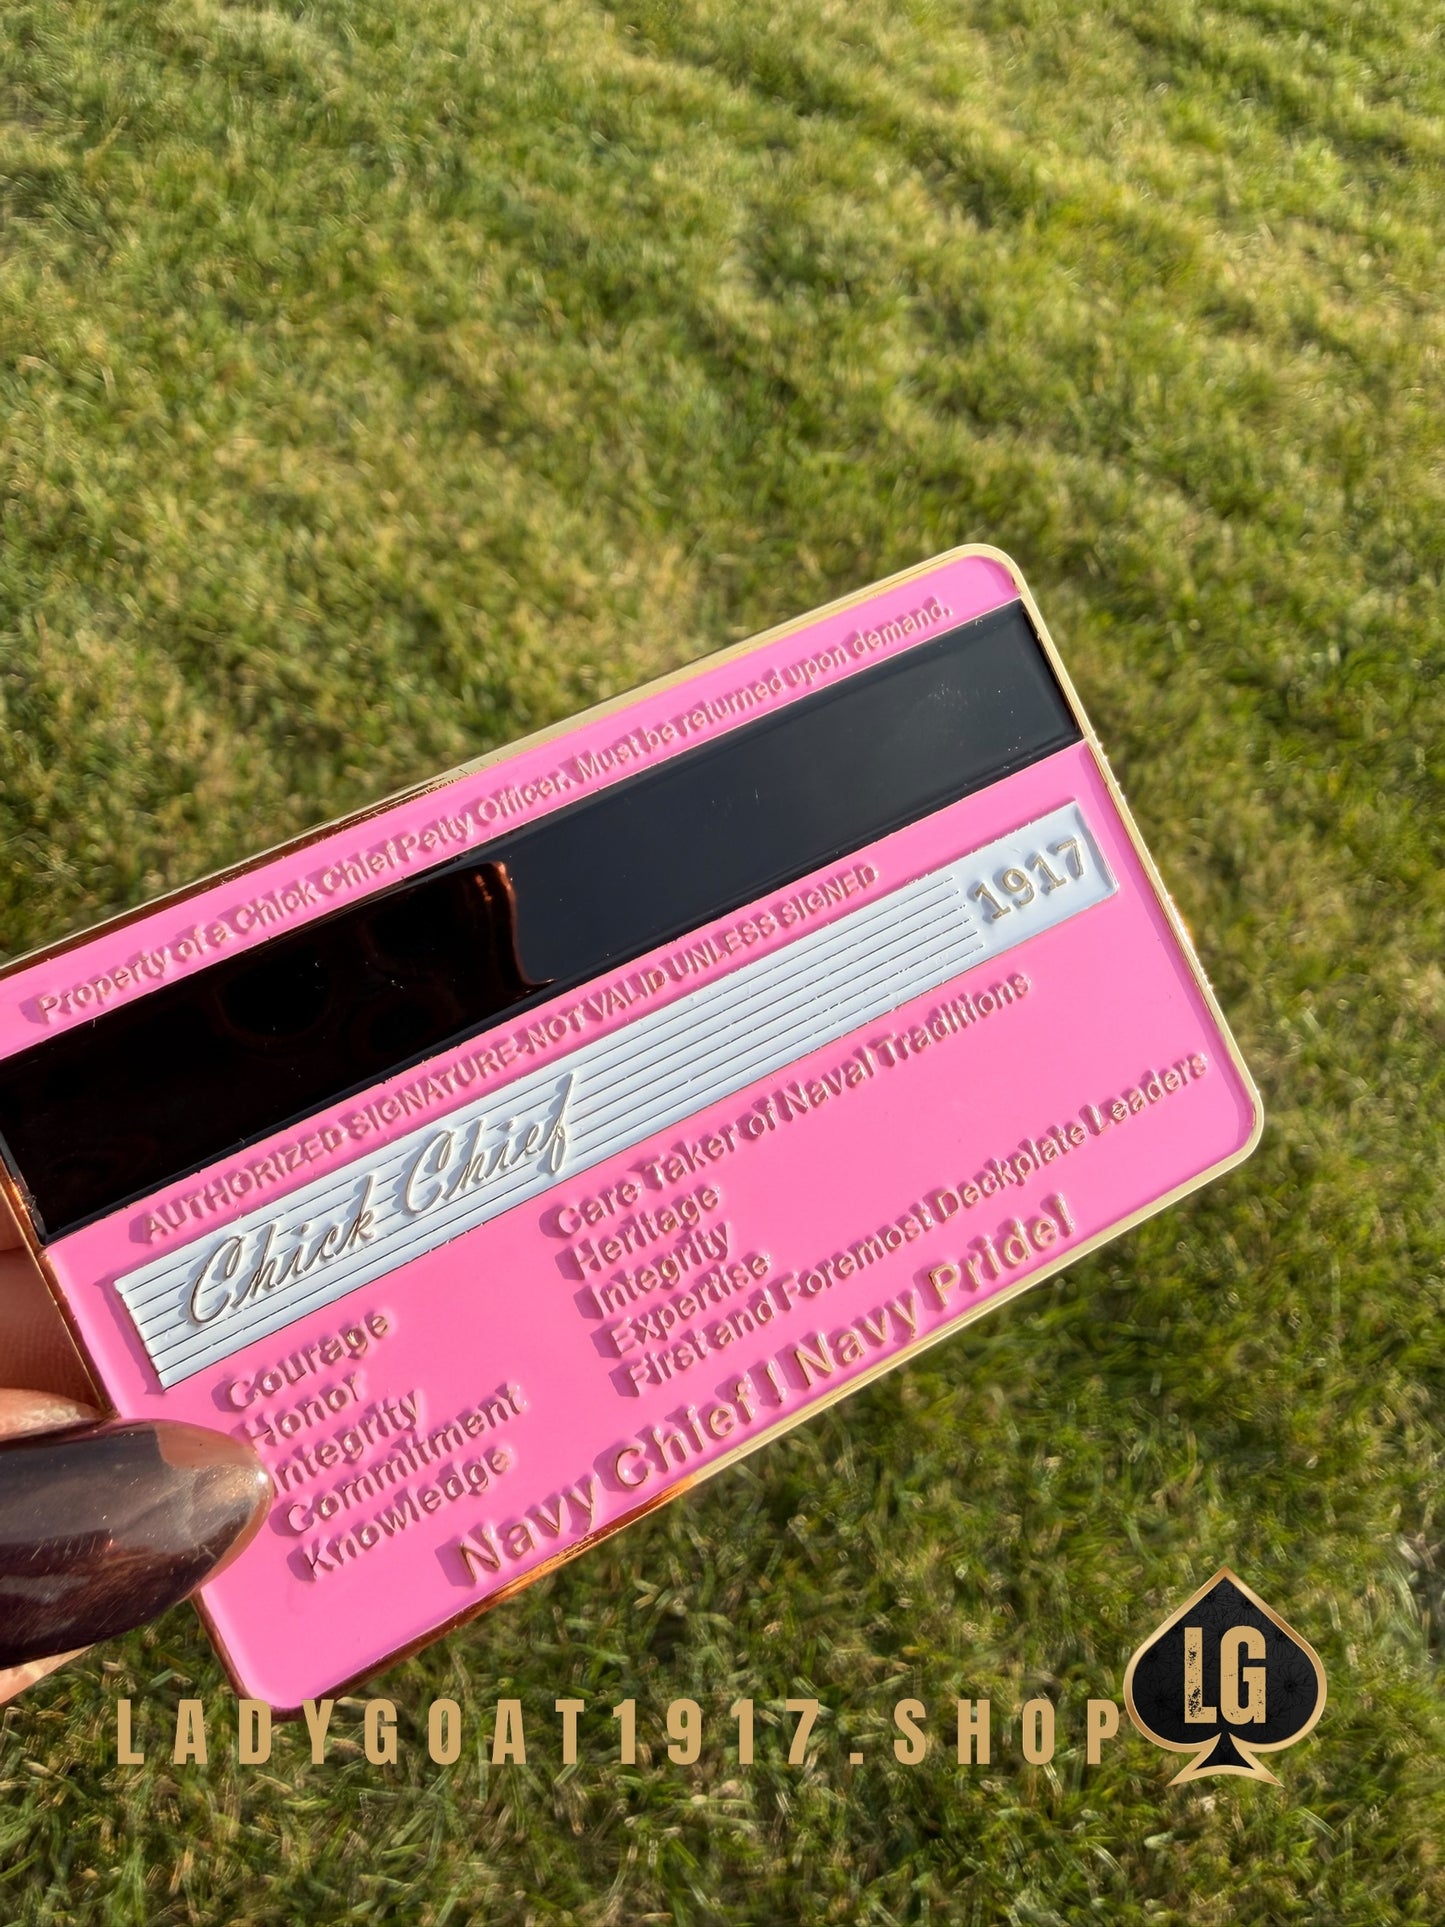 Property of a Chick Chief Petty Officer. Must be returned upon demand.
AUTHORIZED SIGNATURE-NOT VALID UNLESS SIGNED
Chick Chief
1917
Courage
Honor
Integrity
Commitment
Knowledge
Care-Taker of Naval Traditions
Heritage
Integrity
Expertise
First and Foremost Deckplate Leaders
Navy Chief! Navy Pride!
LADYGOAT1917.SHOP
LG